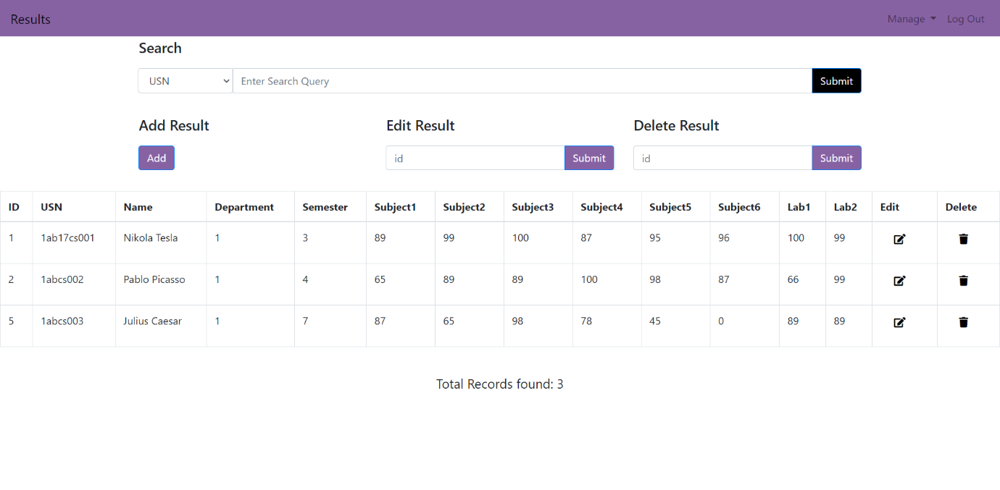 Results Manage Log Out
Search
USN Enter Search Query Submit
Add Result Edit Result Delete Result
Add id Submit id Submit
ID USN Name Department Semester Subject1 Subject2 Subject3 Subject4 Subject5 Subject6 Lab1 Lab2 Edit Delete
1 1ab17cs001 Nikola Tesla 1 3 89 99 100 87 95 96 100 99
2 1abcs002 Pablo Picasso 1 4 65 89 89 100 98 87 66 99
5 1abcs003 Julius Caesar 1 7 87 65 98 78 45 0 89 89
Total Records found: 3